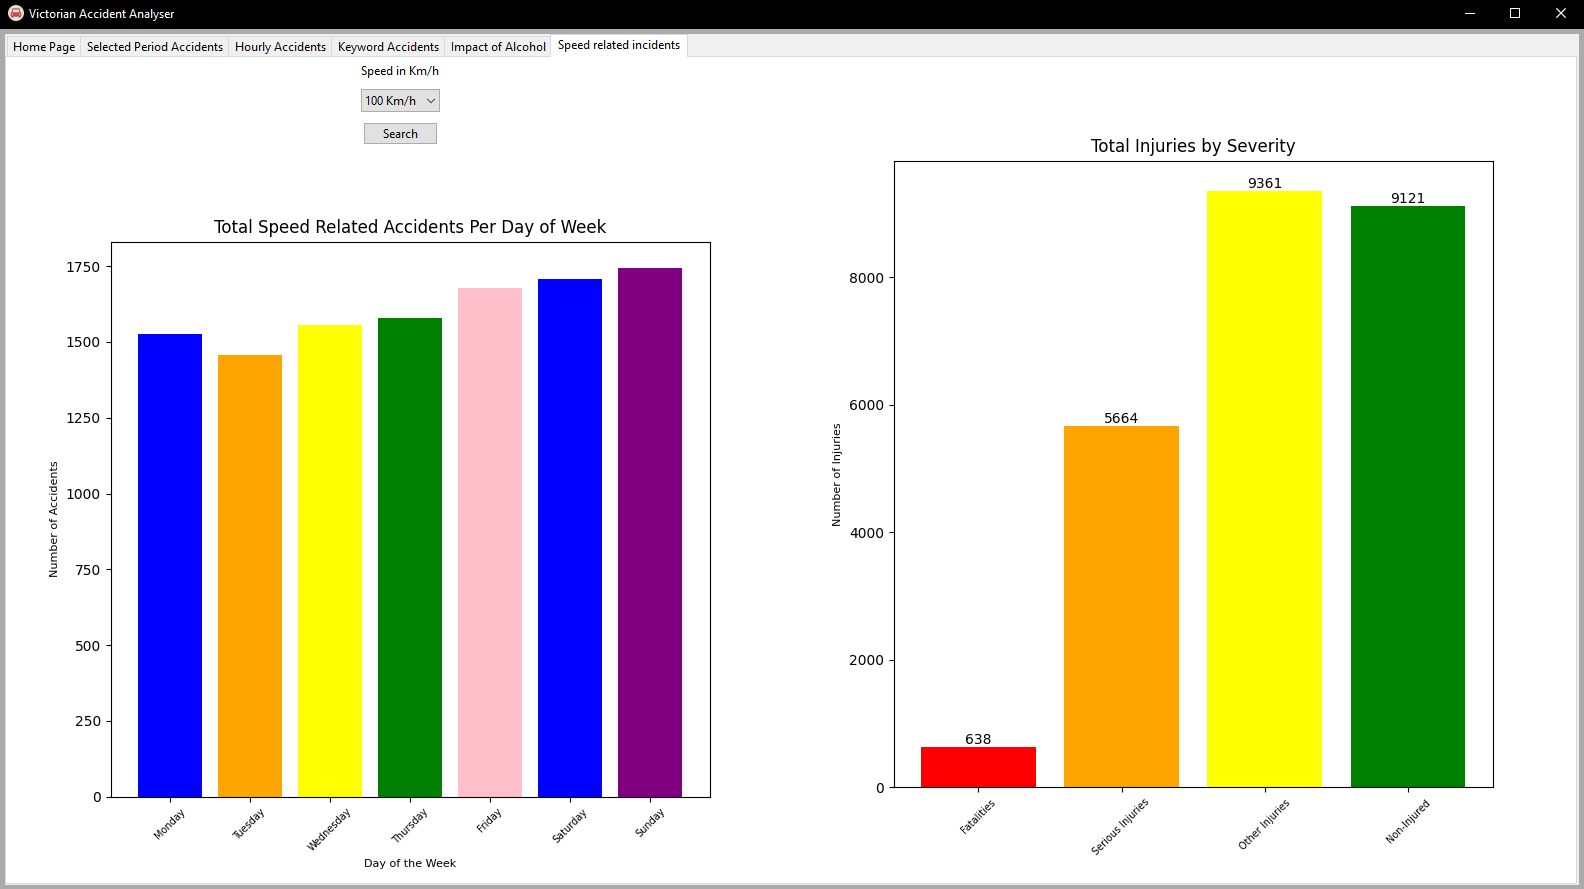 Victorian Accident Analyser
Home Page Selected Period Accidents Hourly Accidents Keyword Accidents Impact of Alcohol Speed related incidents
Speed in Km/h
100 Km/h
Search
Total Speed Related Accidents Per Day of Week
1750
1500
1250
1000
750
500
250
0
Number of Accidents
Monday Tuesday Wednesday Thursday Friday Saturday Sunday
Day of the Week
Total Injuries by Severity
9361
9121
5664
638
8000
6000
4000
2000
0
Number of Injuries
Fatalities Serious Injuries Other Injuries Non-Injured